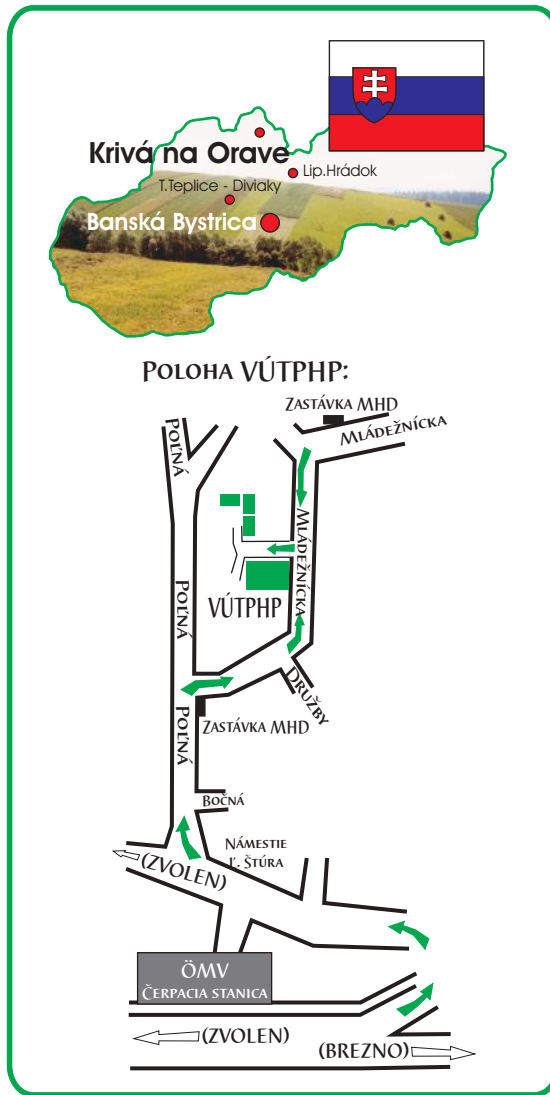 Krivá na Orave
Lip.Hrádok
T.Teplice - Diviaky
Banská Bystrica
POLOHA VÚTPHP:
ZASTÁVKA MHD
MLÁDEŽNÍCKA
POĽNÁ
MLÁDEŽNÍCKA
VÚTPHP
POĽNÁ
DRUŽBY
POĽNÁ
ZASTÁVKA MHD
BOČNÁ
NÁMESTIE
Ľ. ŠTÚRA
(ZVOLEN)
ÖMV
ČERPACIA STANICA
(ZVOLEN)
(BREZNO)